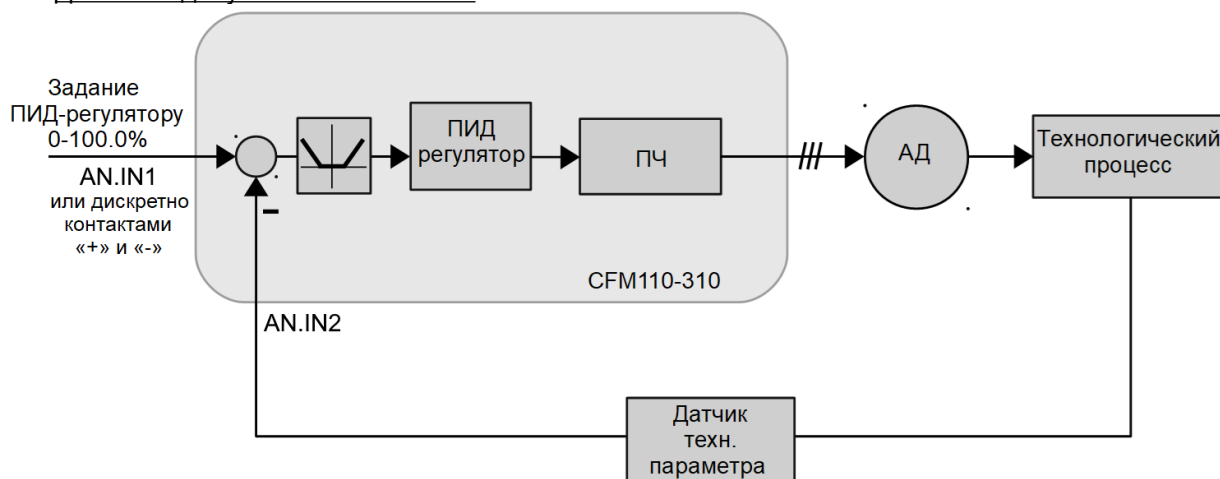 Задание
ПИД-регулятору
0-100.0%
AN.IN1
или дискретно
контактами
«+» и «-»
ПИД
регулятор
ПЧ
АД
Технологический
процесс
CFM110-310
AN.IN2
Датчик
техн.
параметра